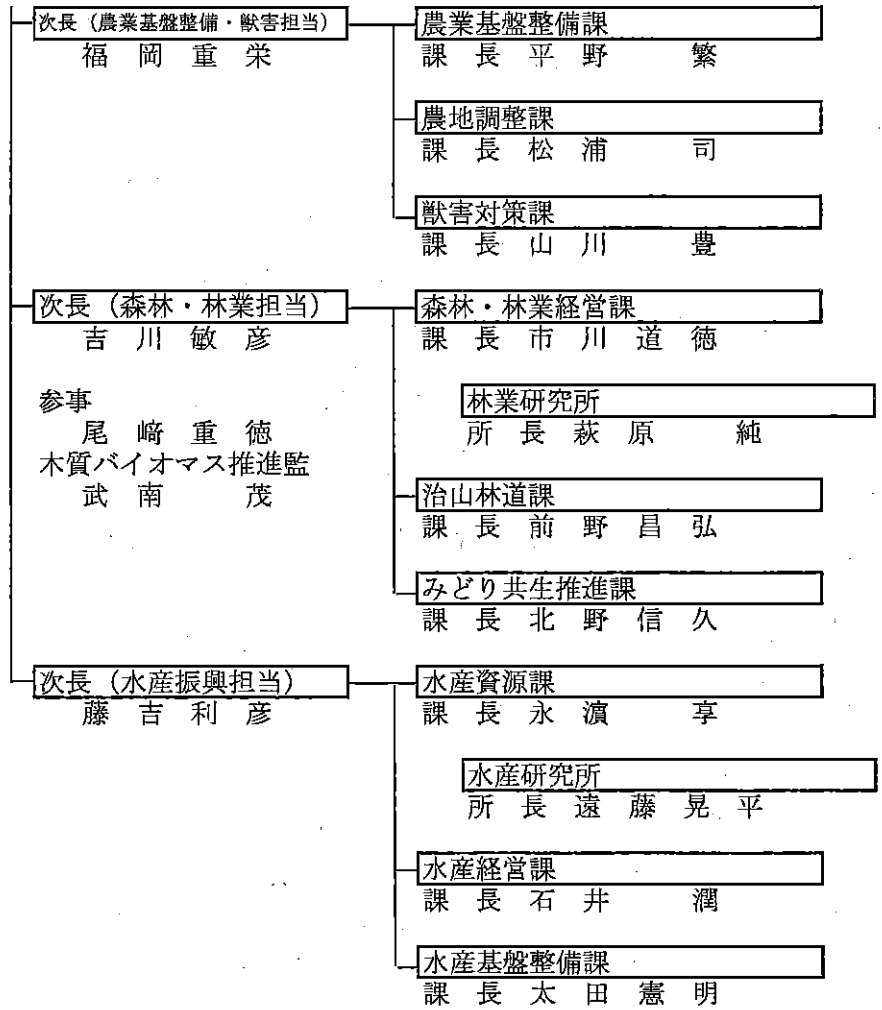 次長（農業基盤整備・獣害担当）
福岡重栄
農業基盤整備課
課長平野 繁
農地調整課
課長松浦 司
獣害対策課
課長山川 豊
次長（森林・林業担当）
吉川敏彦
参事
尾﨑重徳
木質バイオマス推進監
武南 茂
森林・林業経営課
課長市川道徳
林業研究所
所長萩原 純
治山林道課
課長前野昌弘
みどり共生推進課
課長北野信久
次長（水産振興担当）
藤吉利彦
水産資源課
課長永濵 享
水産研究所
所長遠藤晃平
水産経営課
課長石井 潤
水産基盤整備課
課長太田憲明